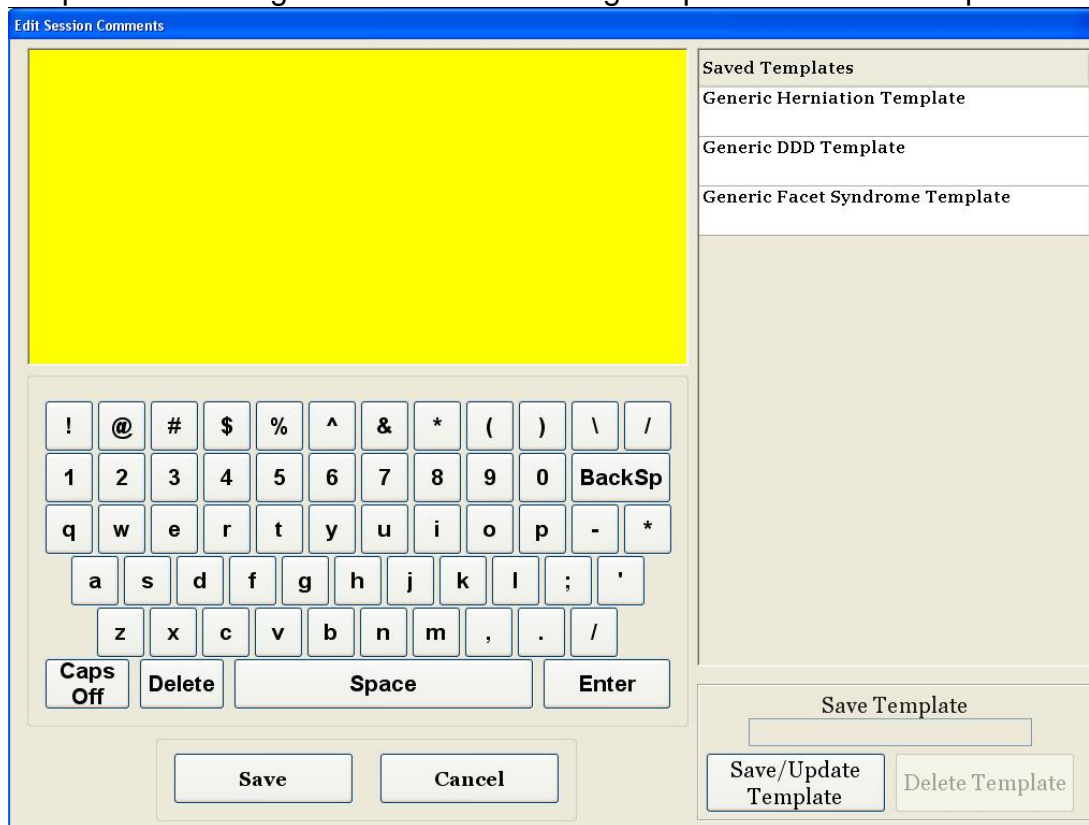 Edit Session Comments
Saved Templates
Generic Herniation Template
Generic DDD Template
Generic Facet Syndrome Template
! @ # $ % ^ & * ( ) \ /
1 2 3 4 5 6 7 8 9 0 BackSp
q w e r t y u i o p - *
a s d f g h j k l ; '
z x c v b n m , . /
Caps Off Delete Space Enter
Save Cancel
Save Template
Save/Update Template
Delete Template